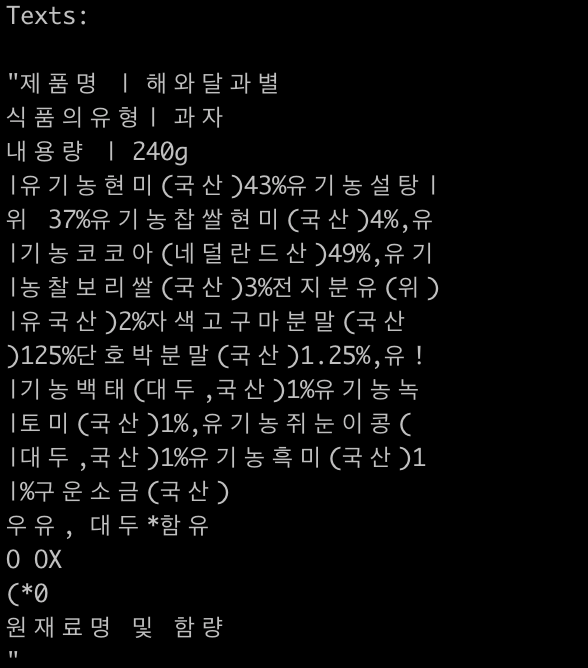 Texts:
"제품명 | 해와달과별
식품의유형| 과자
내용량 | 240g
|유기농현미(국산)43%유기농설탕|
위 37%유기농찹쌀현미(국산)4%,유
|기농코코아(네덜란드산)49%,유기
|농찰보리쌀(국산)3%전지분유(위)
|유국산)2%자색고구마분말(국산
)125%단호박분말(국산)1.25%,유!
|기농백태(대두,국산)1%유기농녹
|토미(국산)1%,유기농쥐눈이콩(
|대두,국산)1%유기농흑미(국산)1
|%구운소금(국산)
우유, 대두*함유
O OX
(*0
원재료명 및 함량
"